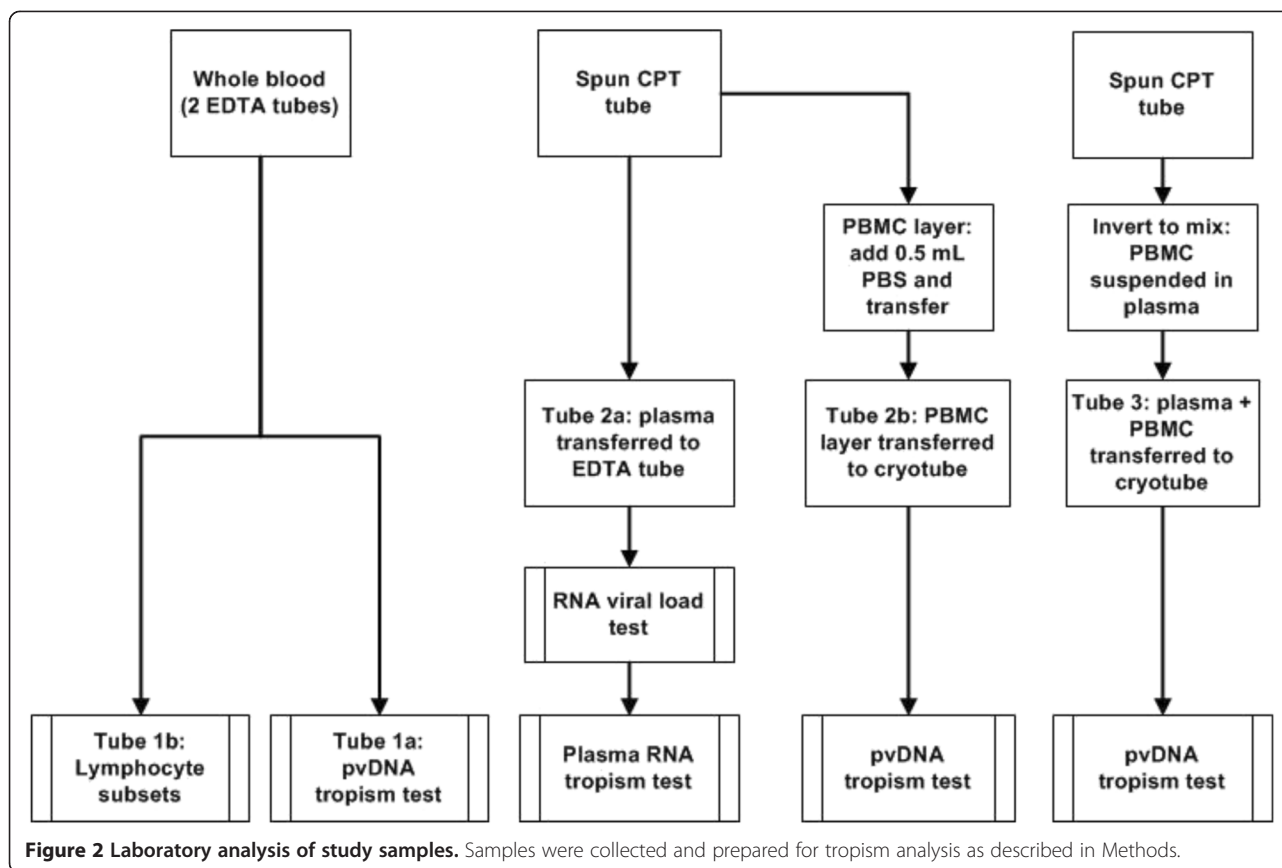 Whole blood
(2 EDTA tubes)
Spun CPT
tube
Spun CPT
tube
PBMC layer:
add 0.5 mL
PBS and
transfer
Invert to mix:
PBMC
suspended in
plasma
Tube 2a: plasma
transferred to
EDTA tube
Tube 2b: PBMC
layer transferred
to cryotube
Tube 3: plasma +
PBMC
transferred to
cryotube
RNA viral load
test
Tube 1b:
Lymphocyte
subsets
Tube 1a:
pvDNA
tropism test
Plasma RNA
tropism test
pvDNA
tropism test
pvDNA
tropism test
Figure 2 Laboratory analysis of study samples. Samples were collected and prepared for tropism analysis as described in Methods.